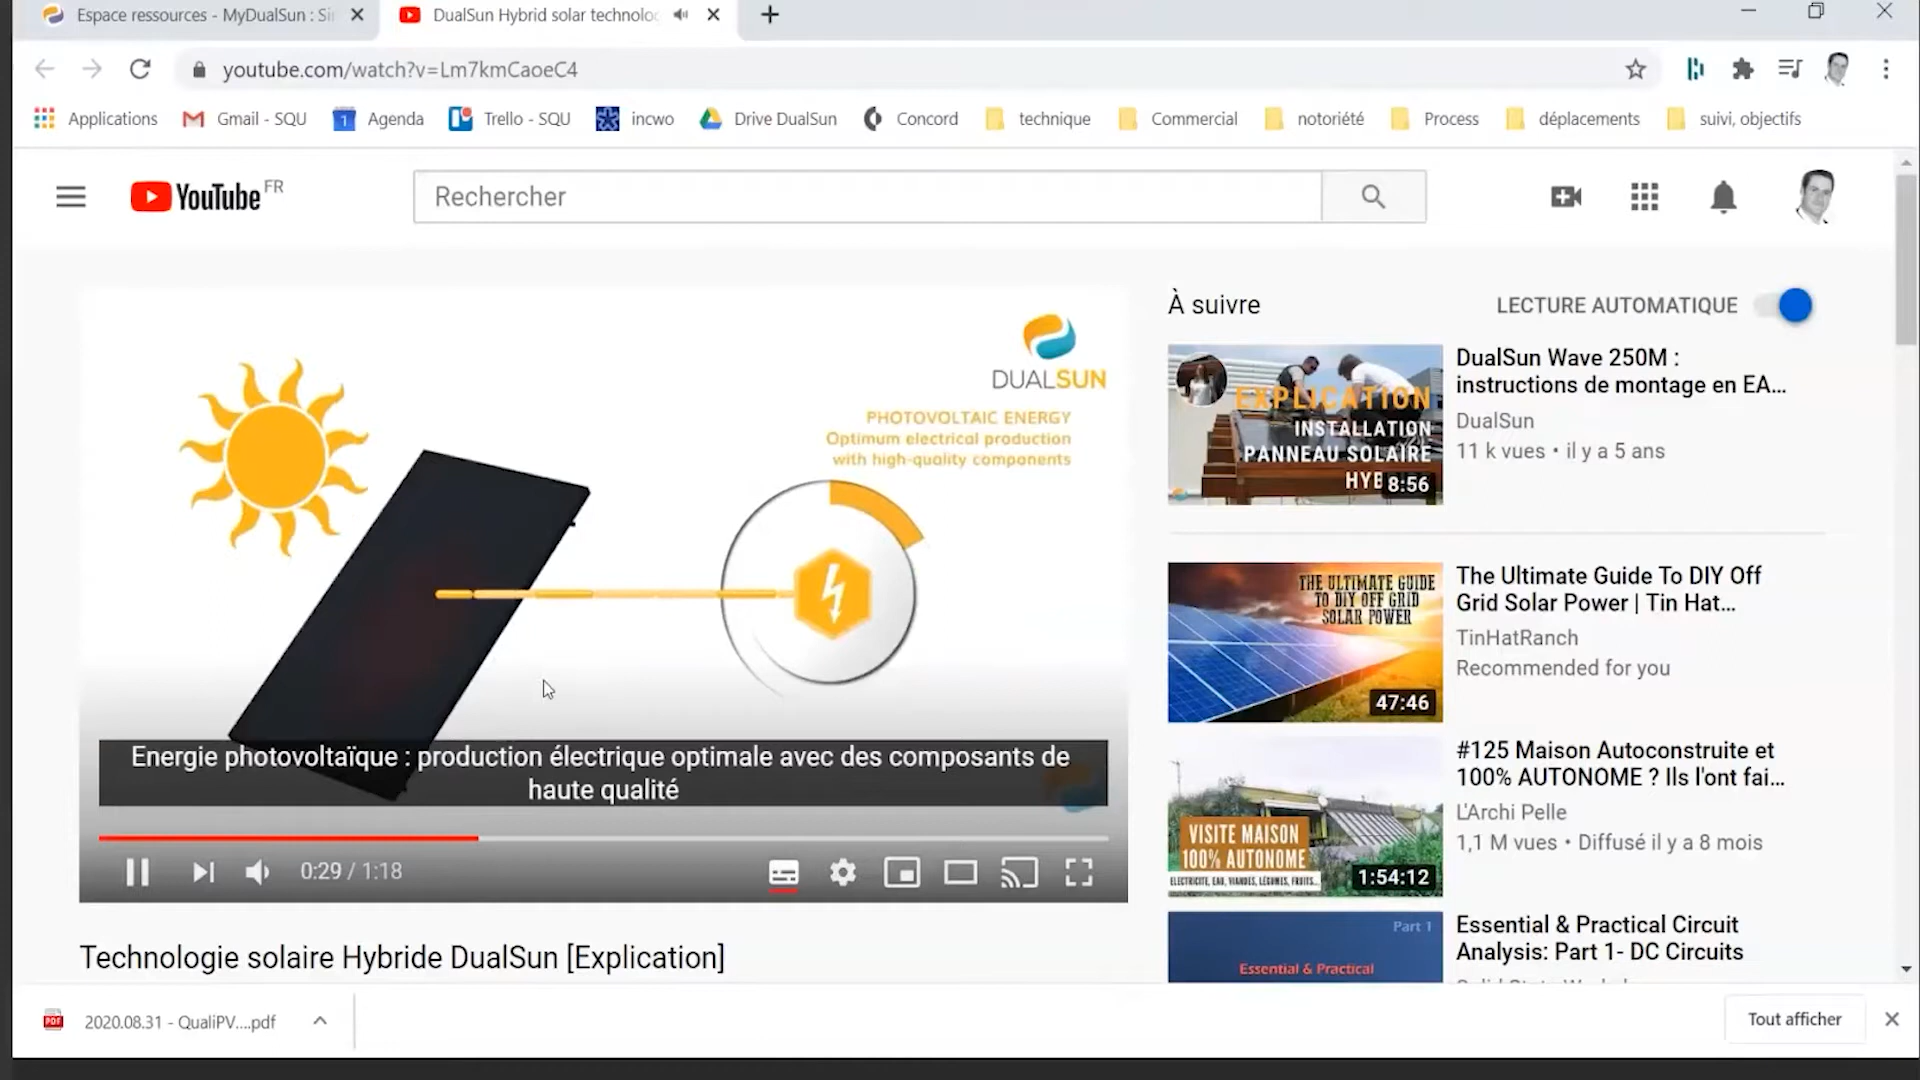 Espace ressources - MyDualSun : Si
DualSun Hybrid solar technolo
youtube.com/watch?v=Lm7kmCaoeC4
Applications
Gmail - SQU
1
Agenda
Trello - SQU
incwo
Drive DualSun
Concord
technique
Commercial
notoriété
Process
déplacements
suivi, objectifs
YouTube FR
Rechercher
DUALSUN
PHOTOVOLTAIC ENERGY
Optimum electrical production
with high-quality components
Energie photovoltaïque : production électrique optimale avec des composants de
haute qualité
0:29 / 1:18
Technologie solaire Hybride DualSun [Explication]
À suivre
LECTURE AUTOMATIQUE
EXPLICATION
INSTALLATION
PANNEAU SOLAIRE
HYB
8:56
DualSun Wave 250M :
instructions de montage en EA...
DualSun
11 k vues • il y a 5 ans
THE ULTIMATE GUIDE
TO DIY OFF GRID
SOLAR POWER
47:46
The Ultimate Guide To DIY Off
Grid Solar Power | Tin Hat...
TinHatRanch
Recommended for you
VISITE MAISON
100% AUTONOME
ELECTRICITE, EAU, VIANDES, LÉGUMES, FRUITS...
1:54:12
#125 Maison Autoconstruite et
100% AUTONOME ? Ils l'ont fai...
L'Archi Pelle
1,1 M vues • Diffusé il y a 8 mois
Part 1
Essential & Practical
Essential & Practical Circuit
Analysis: Part 1- DC Circuits
PDF
2020.08.31 - QualiPV....pdf
Tout afficher